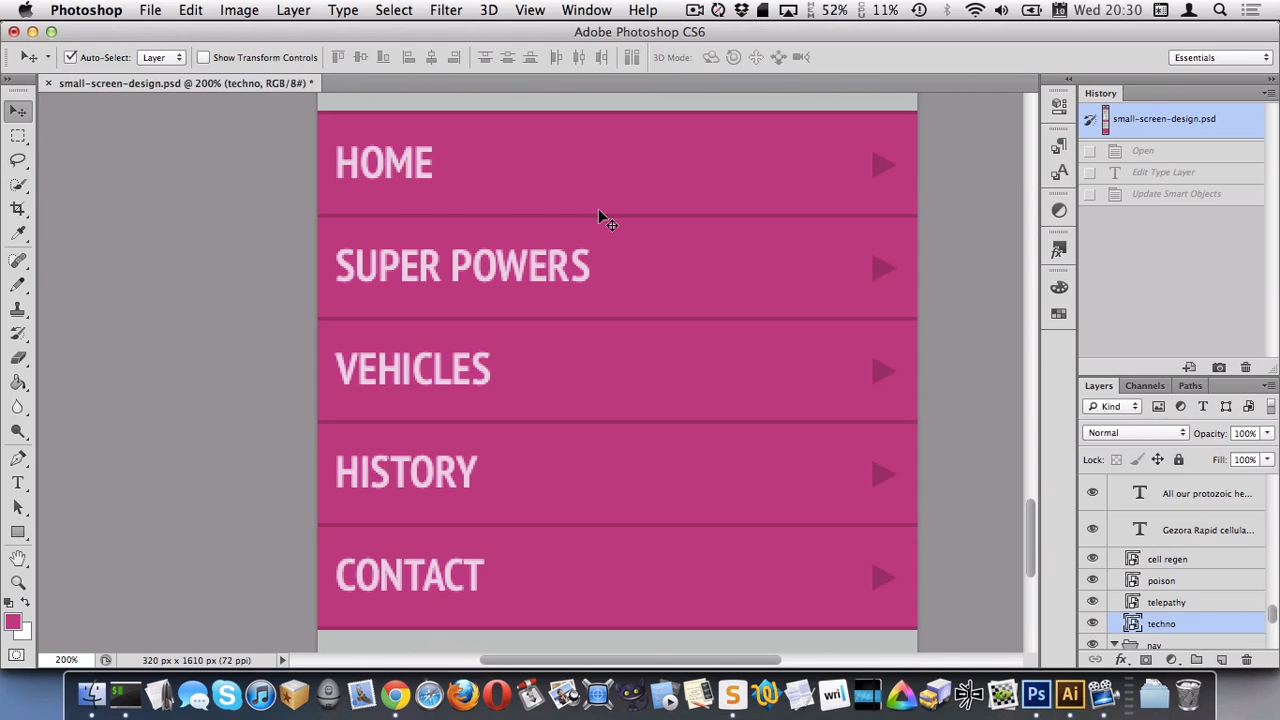 Photoshop File Edit Image Layer Type Select Filter 3D View Window Help 52% 11% Wed 20:30
Adobe Photoshop CS6
Auto-Select: Layer Show Transform Controls 3D Mode: Essentials
× small-screen-design.psd @ 200% (techno, RGB/8#) *
History
small-screen-design.psd
Open
Edit Type Layer
Update Smart Objects
HOME
SUPER POWERS
VEHICLES
HISTORY
CONTACT
Layers Channels Paths
Kind
Normal Opacity: 100%
Lock: Fill: 100%
All our protozoic he...
Gezora Rapid cellula...
cell regen
poison
telepathy
techno
nav
200% 320 px x 1610 px (72 ppi)